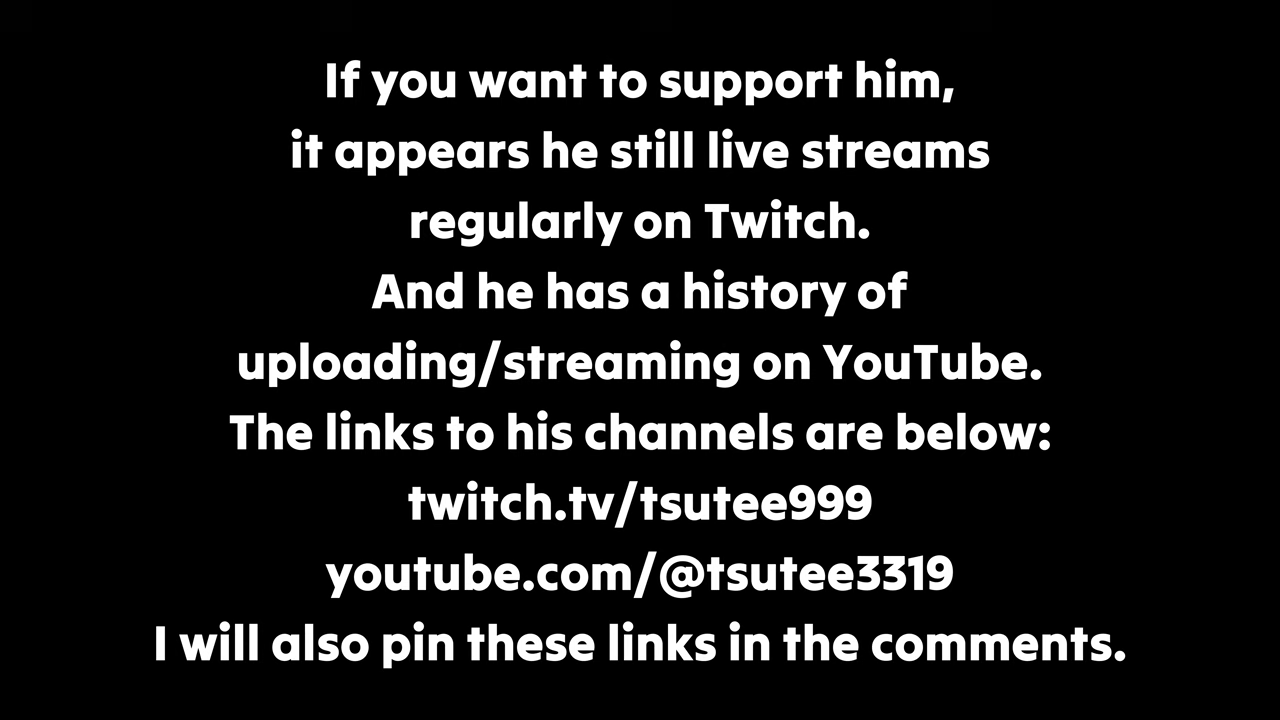 If you want to support him,
it appears he still live streams
regularly on Twitch.
And he has a history of
uploading/streaming on YouTube.
The links to his channels are below:
twitch.tv/tsutee999
youtube.com/@tsutee3319
I will also pin these links in the comments.